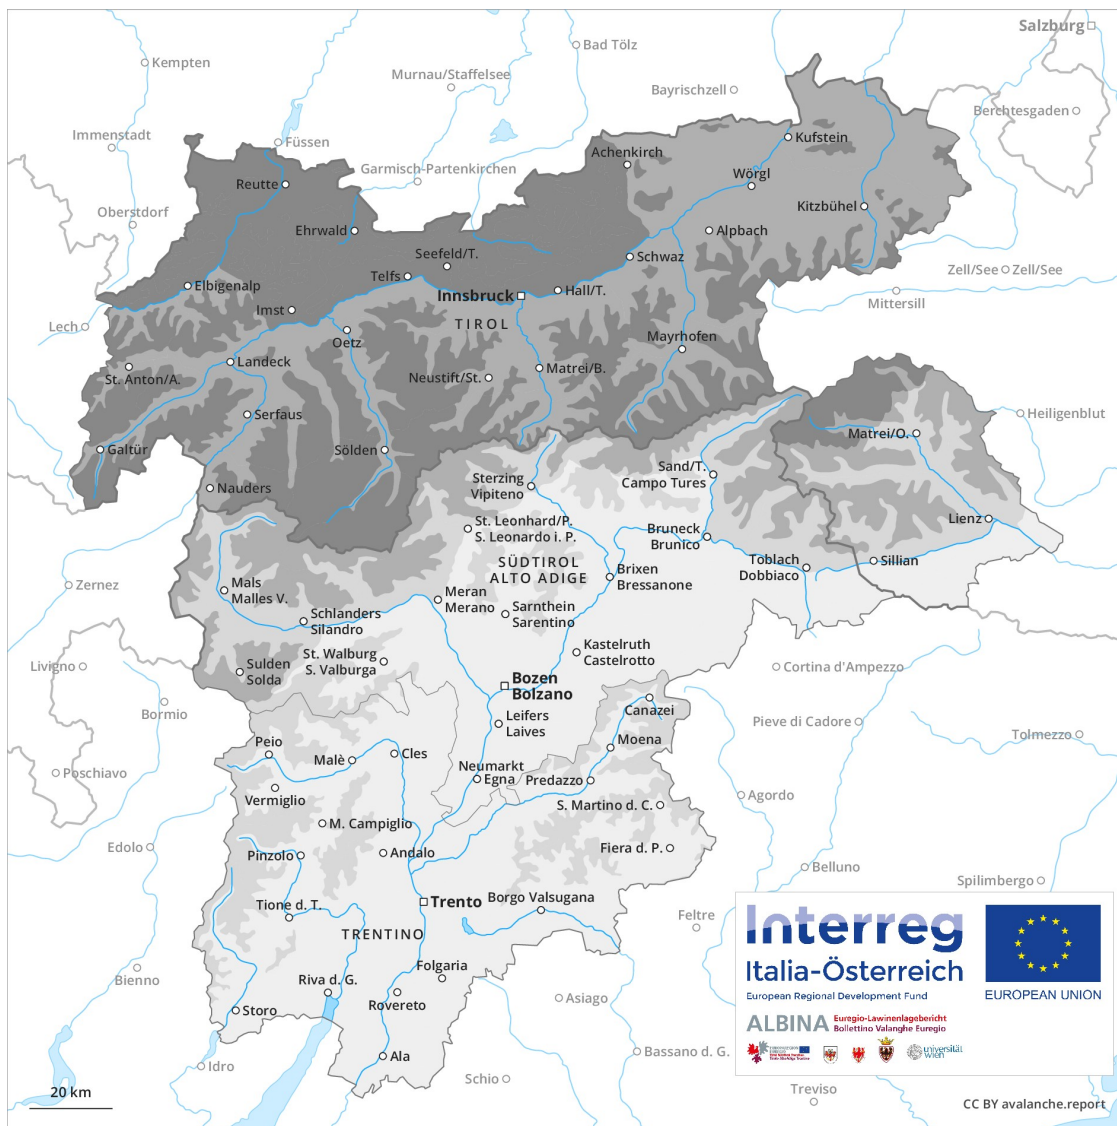 Salzburg
Bad Tölz
Kempten
Murnau/Staffelsee
Bayrischzell
Berchtesgaden
Immenstadt
Füssen
Kufstein
Achenkirch
Garmisch-Partenkirchen
Wörgl
Reutte
Oberstdorf
Kitzbühel
Ehrwald
Alpbach
Seefeld/T.
Schwaz
Telfs
Zell/See
Zell/See
Elbigenalp
Hall/T.
Innsbruck
Mittersill
Imst
TIROL
Lech
Oetz
Mayrhofen
Landeck
Matrei/B.
St. Anton/A.
Neustift/St.
Serfaus
Heiligenblut
Matrei/O.
Galtür
Sölden
Sterzing
Vipiteno
Sand/T.
Campo Tures
Nauders
St. Leonhard/P.
S. Leonardo i. P.
Lienz
Bruneck
Brunico
SÜDTIROL
ALTO ADIGE
Toblach
Dobbiaco
Sillian
Brixen
Bressanone
Zernez
Mals
Malles V.
Meran
Merano
Sarnthein
Sarentino
Schlanders
Silandro
Kastelruth
Castelrotto
St. Walburg
S. Valburga
Livigno
Sulden
Solda
Cortina d'Ampezzo
Bozen
Bolzano
Bormio
Canazei
Leifers
Laives
Pieve di Cadore
Tolmezzo
Moena
Peio
Cles
Malè
Poschiavo
Neumarkt
Egna
Predazzo
Vermiglio
Agordo
S. Martino d. C.
M. Campiglio
Edolo
Pinzolo
Andalo
Fiera d. P.
Belluno
Spilimbergo
Tione d. T.
Trento
Borgo Valsugana
Feltre
TRENTINO
Folgaria
Bienno
Riva d. G.
Rovereto
Asiago
Storo
Ala
Bassano d. G.
Idro
Schio
Treviso
Interreg
Italia-Österreich
European Regional Development Fund
EUROPEAN UNION
ALBINA
Euregio-Lawinenlagebericht
Bollettino Valanghe Euregio
universität
wien
20 km
CC BY avalanche.report